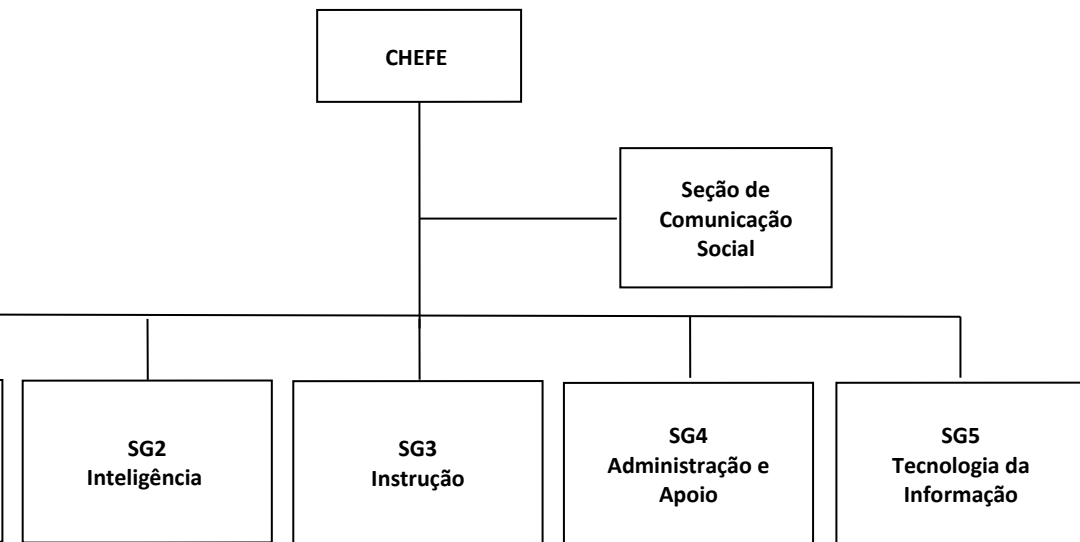 CHEFE
Seção de
Comunicação
Social
SG2
Inteligência
SG3
Instrução
SG4
Administração e
Apoio
SG5
Tecnologia da
Informação